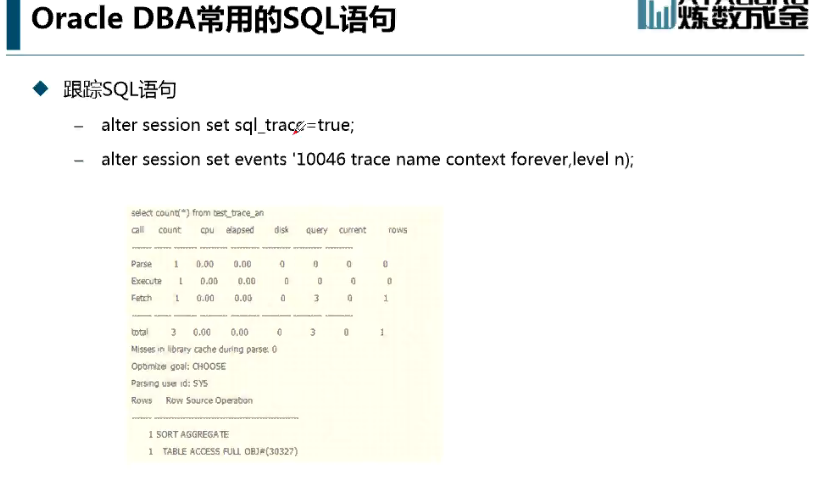 Oracle DBA常用的SQL语句
炼数成金
跟踪SQL语句
– alter session set sql_trace=true;
– alter session set events '10046 trace name context forever,level n);
select count(*) from test_trace_an
call count cpu elapsed disk query current rows
Parse 1 0.00 0.00 0 0 0 0
Execute 1 0.00 0.00 0 0 0 0
Fetch 1 0.00 0.00 0 3 0 1
total 3 0.00 0.00 0 3 0 1
Misses in library cache during parse: 0
Optimizer goal: CHOOSE
Parsing user id: SYS
Rows Row Source Operation
1 SORT AGGREGATE
1 TABLE ACCESS FULL OBJ#(30327)